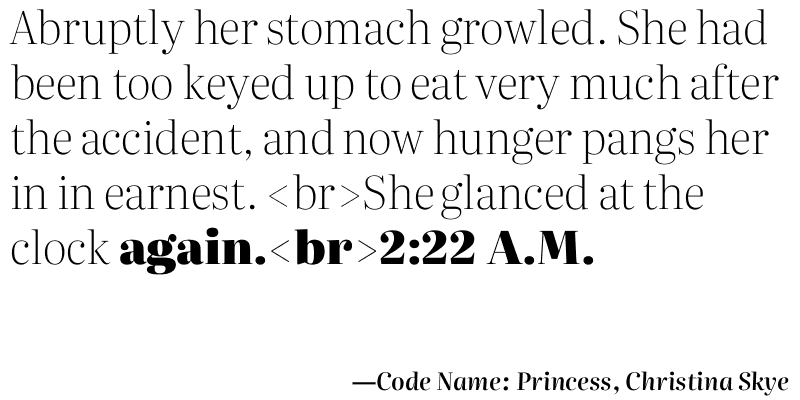 Abruptly her stomach growled. She had
been too keyed up to eat very much after
the accident, and now hunger pangs her
in in earnest. <br>She glanced at the
clock again.<br>2:22 A.M.
—Code Name: Princess, Christina Skye